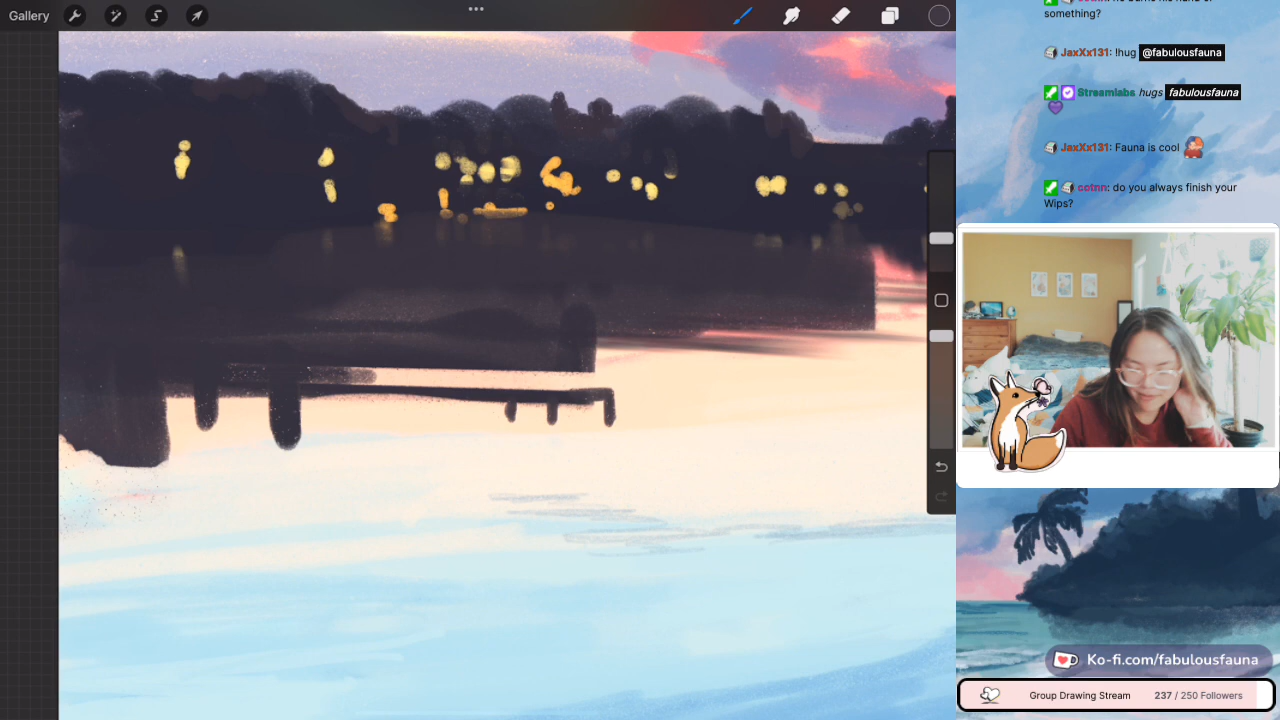 Gallery
something?
JaxXx131: !hug @fabulousfauna
Streamlabs hugs fabulousfauna
JaxXx131: Fauna is cool
cotnn: do you always finish your
Wips?
Ko-fi.com/fabulousfauna
Group Drawing Stream 237 / 250 Followers